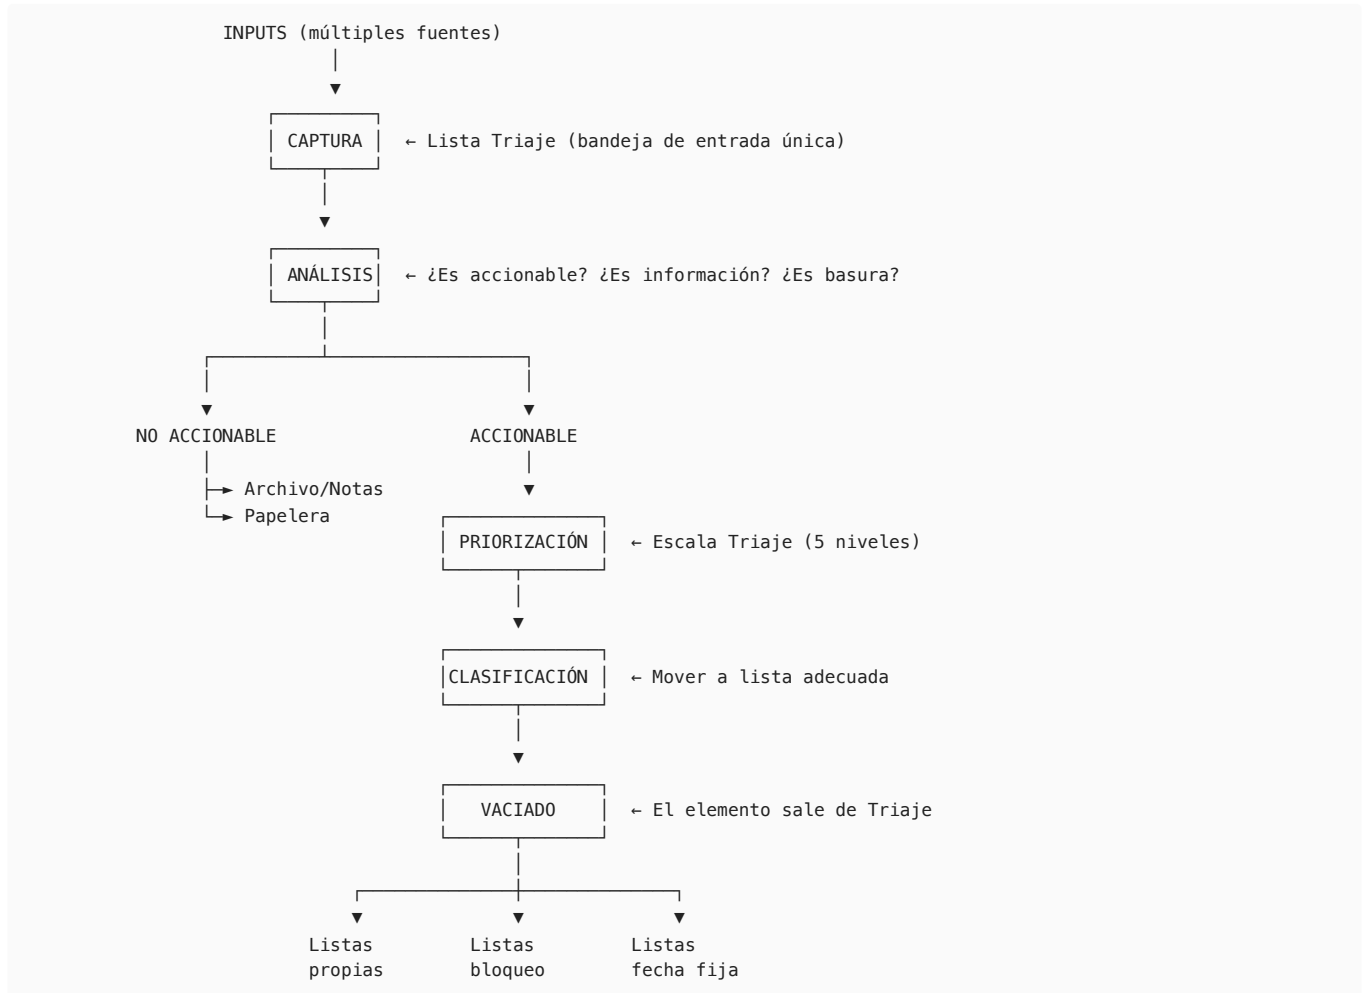 INPUTS (múltiples fuentes)
CAPTURA ← Lista Triaje (bandeja de entrada única)
ANÁLISIS ← ¿Es accionable? ¿Es información? ¿Es basura?
NO ACCIONABLE ACCIONABLE
Archivo/Notas
Papelera
PRIORIZACIÓN ← Escala Triaje (5 niveles)
CLASIFICACIÓN ← Mover a lista adecuada
VACIADO ← El elemento sale de Triaje
Listas Listas Listas
propias bloqueo fecha fija